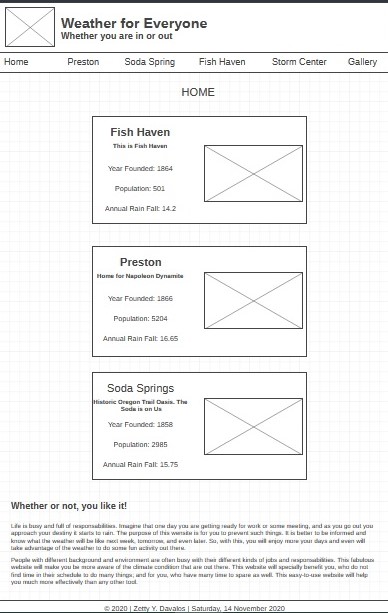 Weather for Everyone
Whether you are in or out
Home Preston Soda Spring Fish Haven Storm Center Gallery
HOME
Fish Haven
This is Fish Haven
Year Founded: 1864
Population: 501
Annual Rain Fall: 14.2
Preston
Home for Napoleon Dynamite
Year Founded: 1866
Population: 5204
Annual Rain Fall: 16.65
Soda Springs
Historic Oregon Trail Oasis. The
Soda is on Us
Year Founded: 1858
Population: 2985
Annual Rain Fall: 15.75
Whether or not, you like it!
Life is busy and full of responsabilities. Imagine that one day you are getting ready for work or some meeting, and as you go out you
approach your destiny it starts to rain. The purpose of this wensite is for you to prevent such things. It is better to be informed and
know what the weather will be like next week, tomorrow, and even later. So, with this, you will enjoy more your days and even will
take advantage of the weather to do some fun activity out there.
People with different background and environment are often busy with their different kinds of jobs and responsabilities. This fabulous
website will make you be more aware of the climate condition that are out there. This website will specially benefit you, who do not
find time in their schedule to do many things; and for you, who have many time to spare as well. This easy-to-use website will help
you much more effectively than any other tool.
© 2020 | Zetty Y. Davalos | Saturday, 14 November 2020